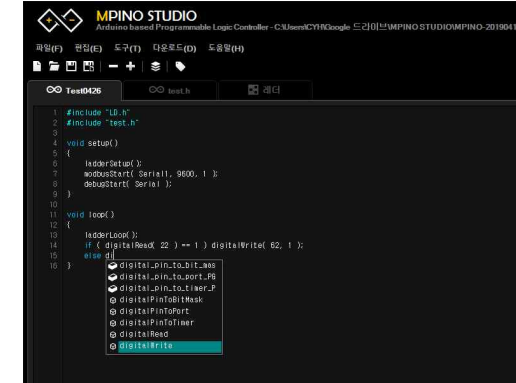 MPINO STUDIO
Arduino based Programmable Logic Controller - C:\Users\CYH\Google 드라이브\MPINO STUDIO\MPINO-201904
파일(F) 편집(E) 도구(T) 다운로드(D) 도움말(H)
Test0426 test.h 래더
1 #include "LD.h"
2 #include "test.h"
3
4 void setup()
5 {
6 ladderSetup( );
7 modbusStart( Serial1, 9600, 1 );
8 debugStart( Serial );
9 }
10
11 void loop()
12 {
13 ladderLoop( );
14 if ( digitalRead( 22 ) == 1 ) digitalWrite( 62, 1 );
15 else di
16 }
digital_pin_to_bit_mas
digital_pin_to_port_PG
digital_pin_to_timer_P
digitalPinToBitMask
digitalPinToPort
digitalPinToTimer
digitalRead
digitalWrite